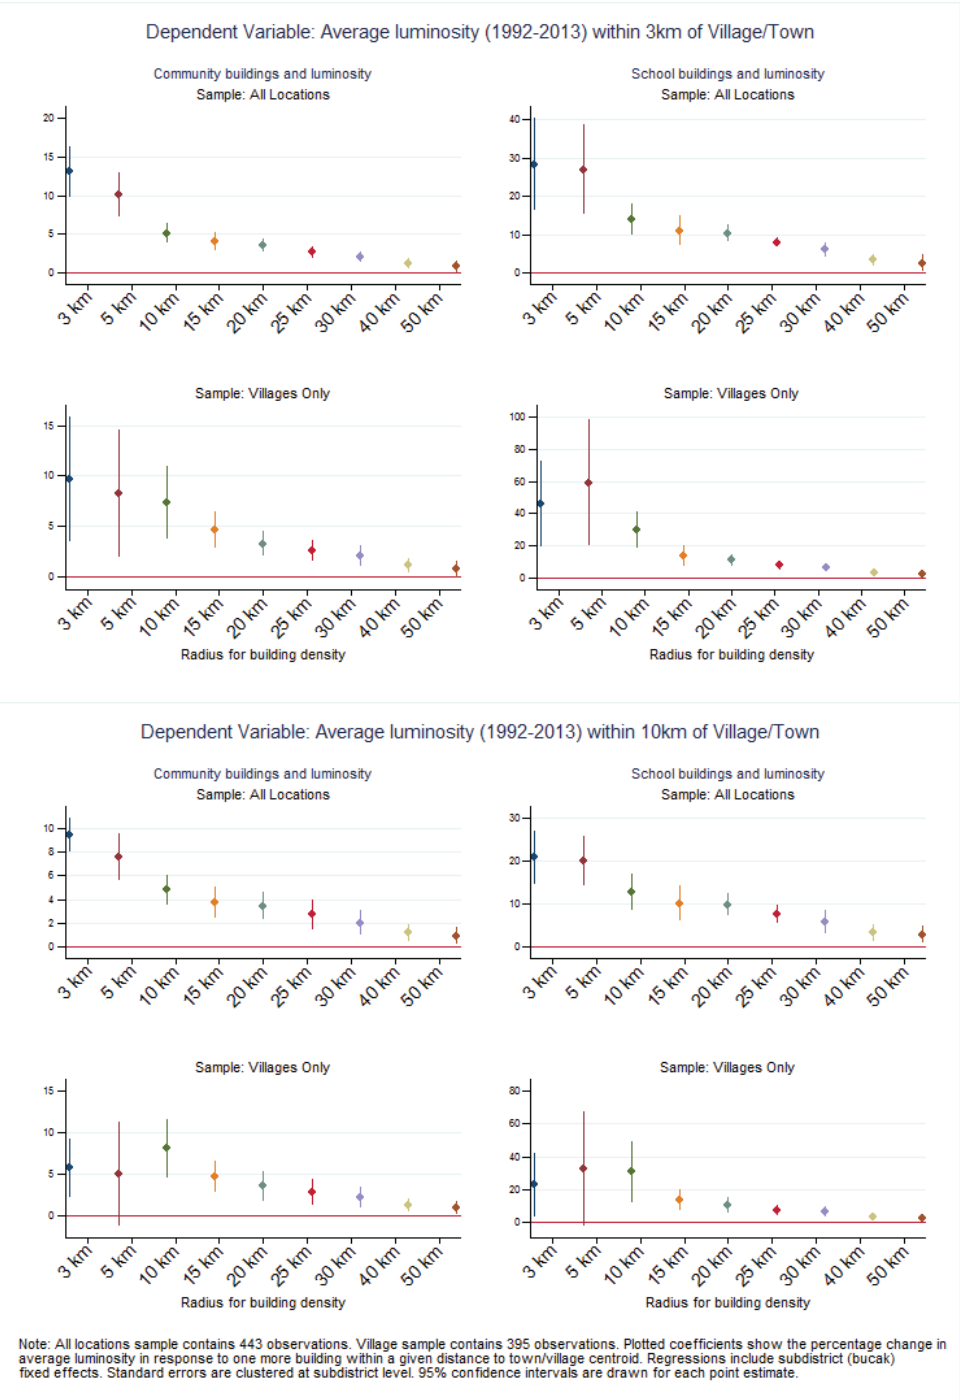 Dependent Variable: Average luminosity (1992-2013) within 3km of Village/Town
Community buildings and luminosity
Sample: All Locations
20
15
10
5
0
3 km
5 km
10 km
15 km
20 km
25 km
30 km
40 km
50 km
School buildings and luminosity
Sample: All Locations
40
30
20
10
0
3 km
5 km
10 km
15 km
20 km
25 km
30 km
40 km
50 km
Sample: Villages Only
15
10
5
0
3 km
5 km
10 km
15 km
20 km
25 km
30 km
40 km
50 km
Radius for building density
Sample: Villages Only
100
80
60
40
20
0
3 km
5 km
10 km
15 km
20 km
25 km
30 km
40 km
50 km
Radius for building density
Dependent Variable: Average luminosity (1992-2013) within 10km of Village/Town
Community buildings and luminosity
Sample: All Locations
10
8
6
4
2
0
3 km
5 km
10 km
15 km
20 km
25 km
30 km
40 km
50 km
School buildings and luminosity
Sample: All Locations
30
20
10
0
3 km
5 km
10 km
15 km
20 km
25 km
30 km
40 km
50 km
Sample: Villages Only
15
10
5
0
3 km
5 km
10 km
15 km
20 km
25 km
30 km
40 km
50 km
Radius for building density
Sample: Villages Only
80
60
40
20
0
3 km
5 km
10 km
15 km
20 km
25 km
30 km
40 km
50 km
Radius for building density
Note: All locations sample contains 443 observations. Village sample contains 395 observations. Plotted coefficients show the percentage change in
average luminosity in response to one more building within a given distance to town/village centroid. Regressions include subdistrict (bucak)
fixed effects. Standard errors are clustered at subdistrict level. 95% confidence intervals are drawn for each point estimate.